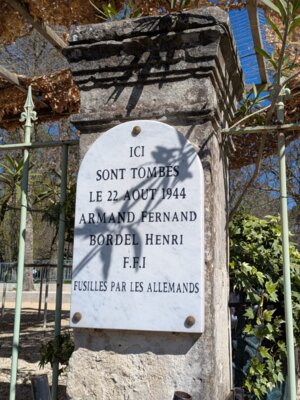 ICI
SONT TOMBES
LE 22 AOUT 1944
ARMAND FERNAND
BORDEL HENRI
F.F.I
FUSILLES PAR LES ALLEMANDS